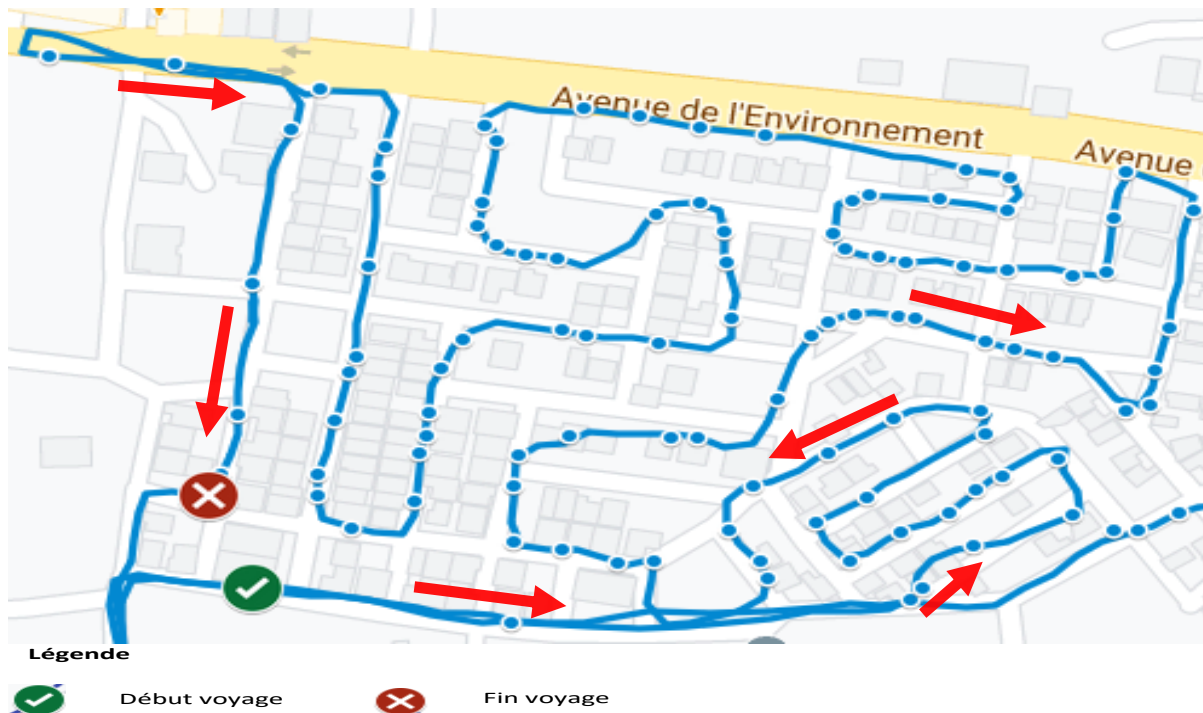 Avenue de l'Environnement
Avenue
Légende
Début voyage
Fin voyage